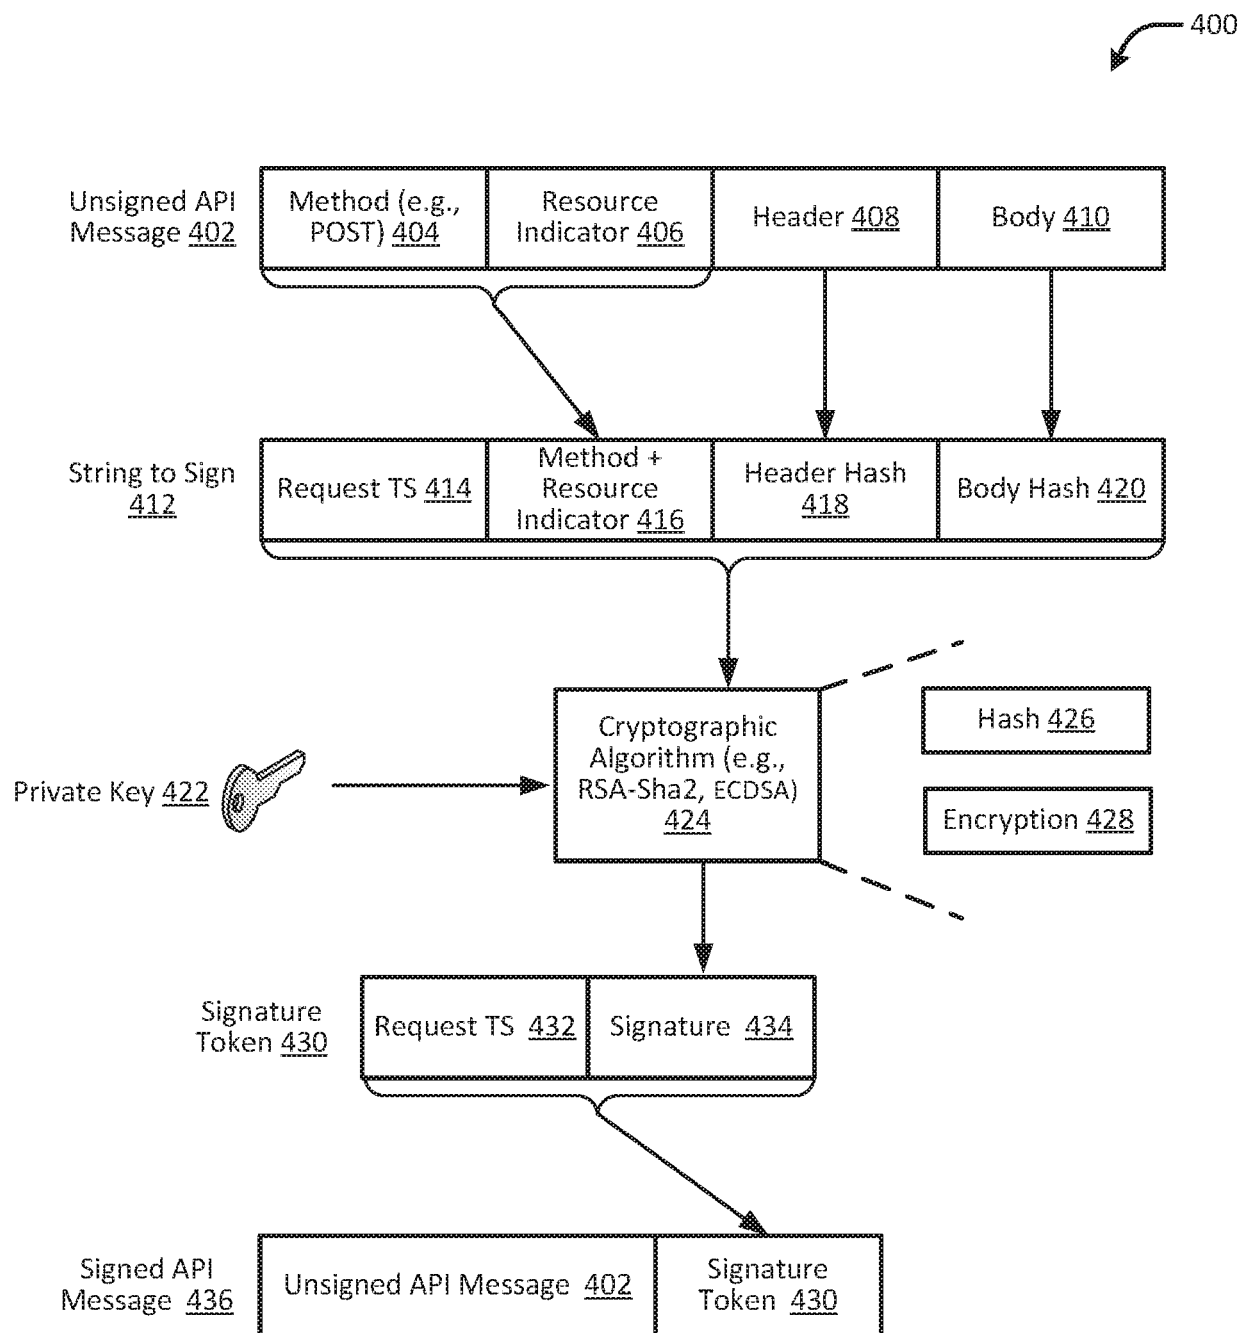 400
Unsigned API
Message 402
Method (e.g.,
POST) 404
Resource
Indicator 406
Header 408
Body 410
String to Sign
412
Request TS 414
Method +
Resource
Indicator 416
Header Hash
418
Body Hash 420
Private Key 422
Cryptographic
Algorithm (e.g.,
RSA-Sha2, ECDSA)
424
Hash 426
Encryption 428
Signature
Token 430
Request TS 432
Signature 434
Signed API
Message 436
Unsigned API Message 402
Signature
Token 430